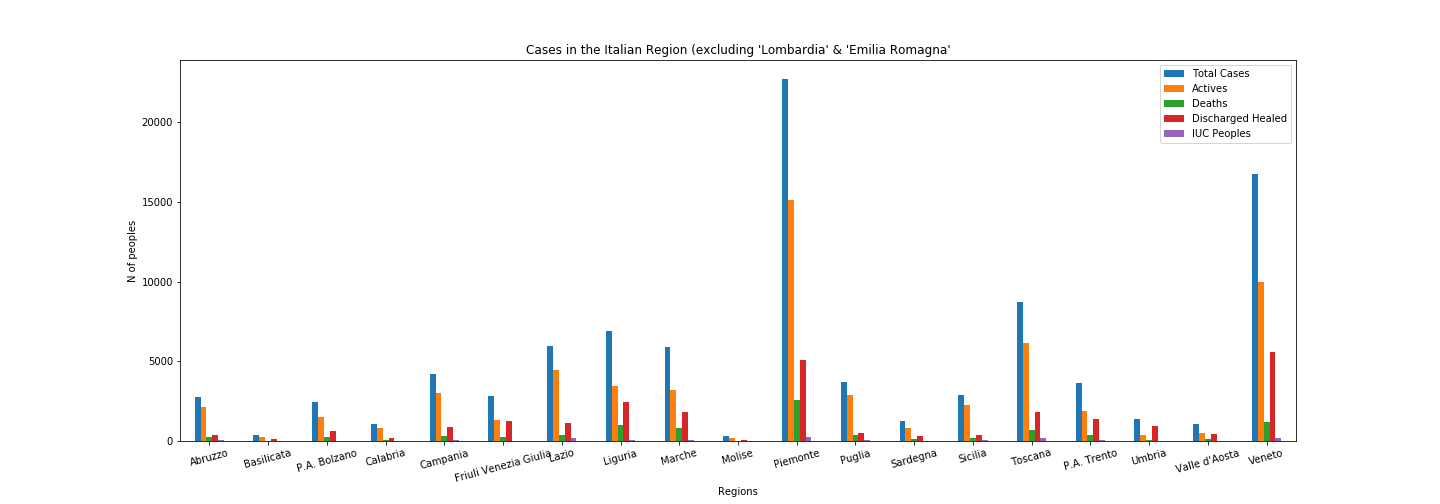 Cases in the Italian Region (excluding 'Lombardia' & 'Emilia Romagna'
Total Cases
Actives
Deaths
Discharged Healed
IUC Peoples
N of peoples
20000
15000
10000
5000
0
Abruzzo
Basilicata
P.A. Bolzano
Calabria
Campania
Friuli Venezia Giulia
Lazio
Liguria
Marche
Molise
Piemonte
Puglia
Sardegna
Sicilia
Toscana
P.A. Trento
Umbria
Valle d'Aosta
Veneto
Regions